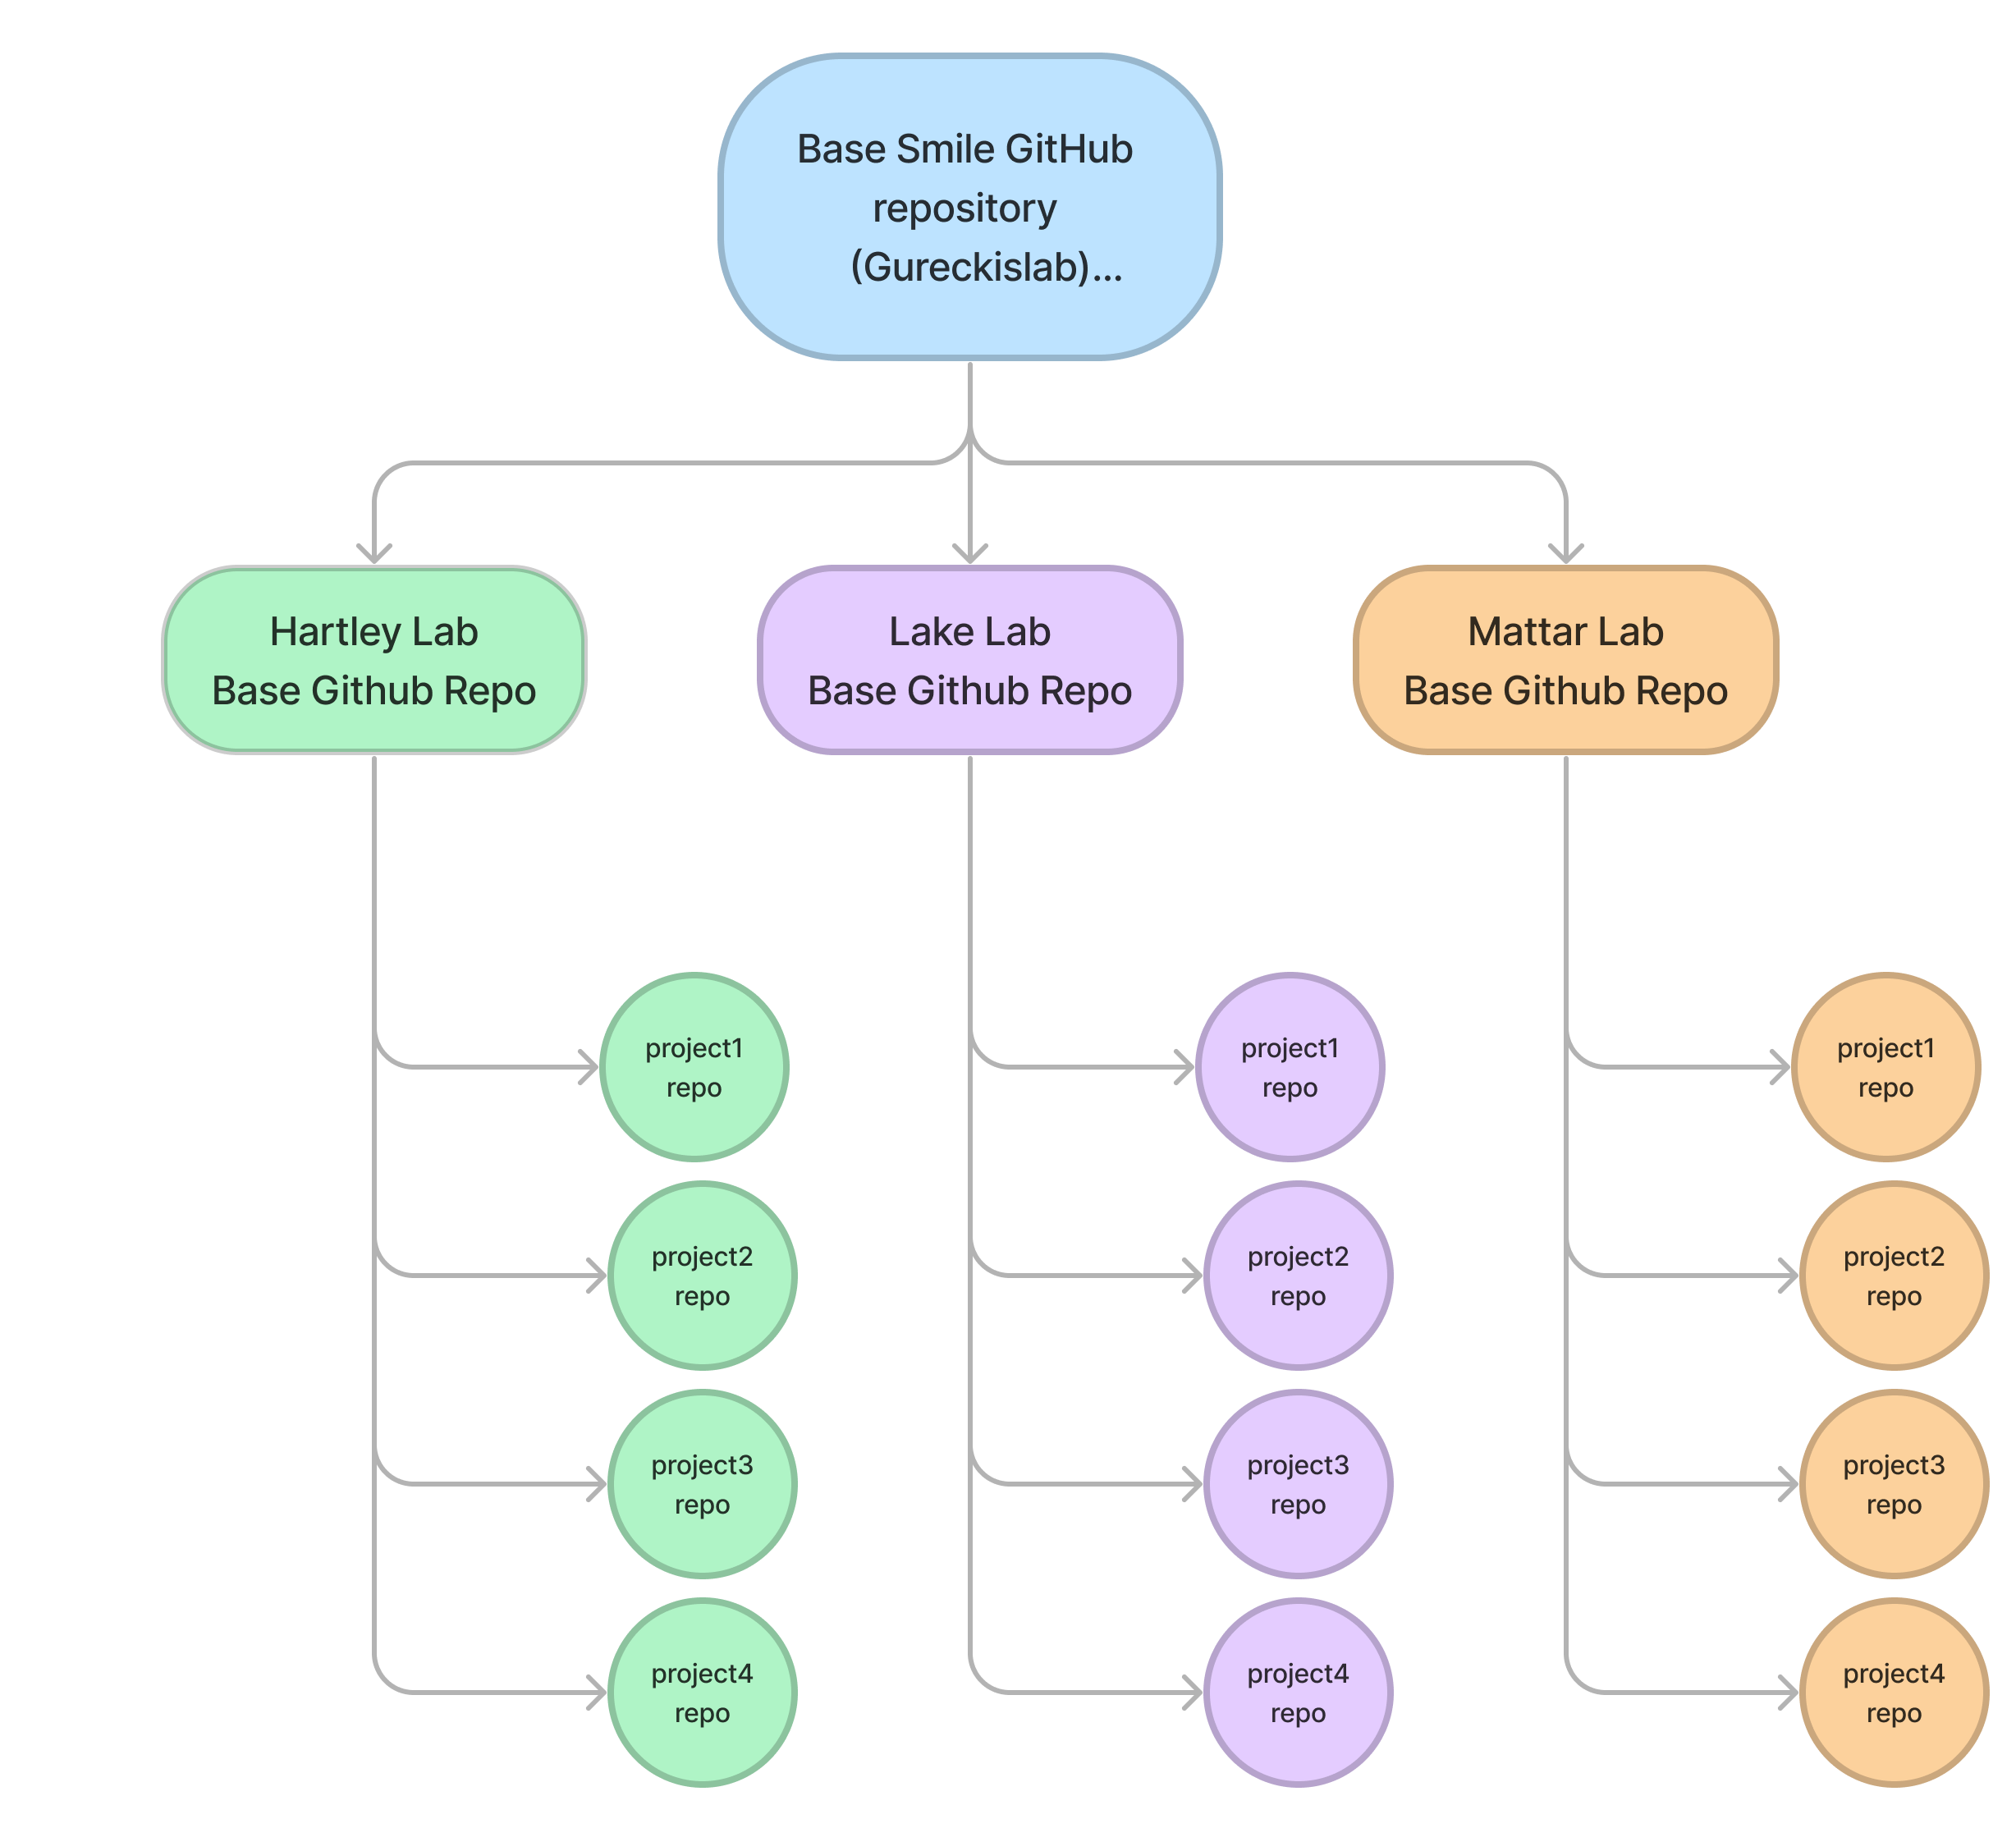 Base Smile GitHub
repository
(Gureckislab)...
Hartley Lab
Base Github Repo
Lake Lab
Base Github Repo
Mattar Lab
Base Github Repo
project1
repo
project2
repo
project3
repo
project4
repo
project1
repo
project2
repo
project3
repo
project4
repo
project1
repo
project2
repo
project3
repo
project4
repo